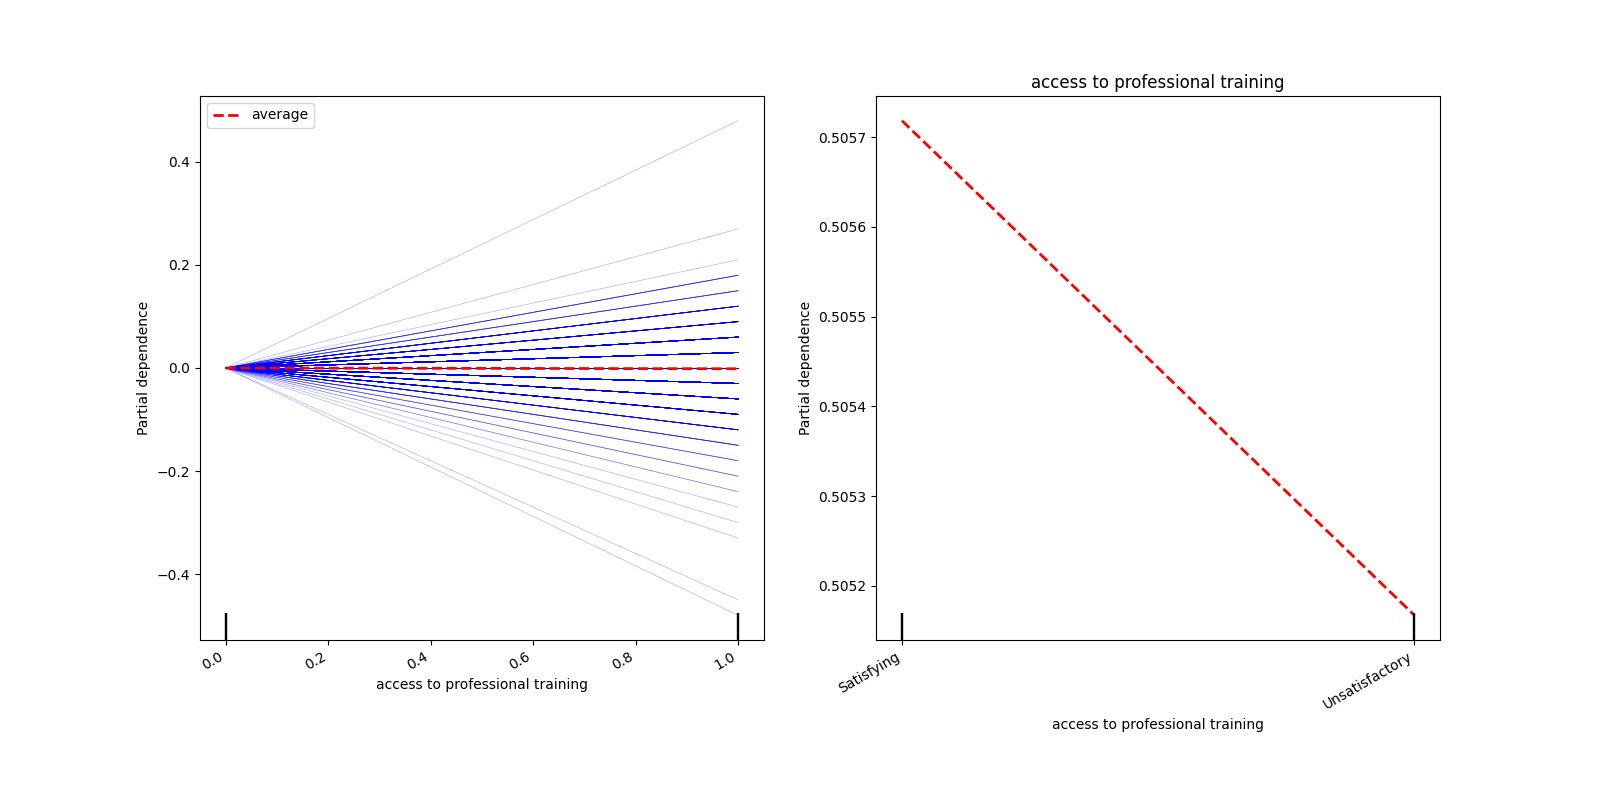 average
0.4
0.2
0.0
−0.2
−0.4
Partial dependence
0.0
0.2
0.4
0.6
0.8
1.0
access to professional training
access to professional training
0.5057
0.5056
0.5055
0.5054
0.5053
0.5052
Partial dependence
Satisfying
Unsatisfactory
access to professional training